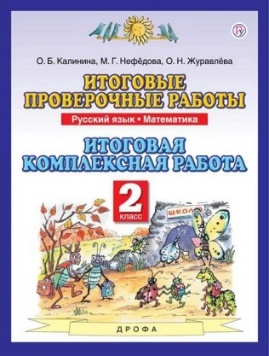 О. Б. Калинина, М. Г. Нефёдова, О. Н. Журавлёва
ИТОГОВЫЕ
ПРОВЕРОЧНЫЕ РАБОТЫ
Русский язык • Математика
ИТОГОВАЯ
КОМПЛЕКСНАЯ РАБОТА
2
класс
ШКОЛА
ДРОФА